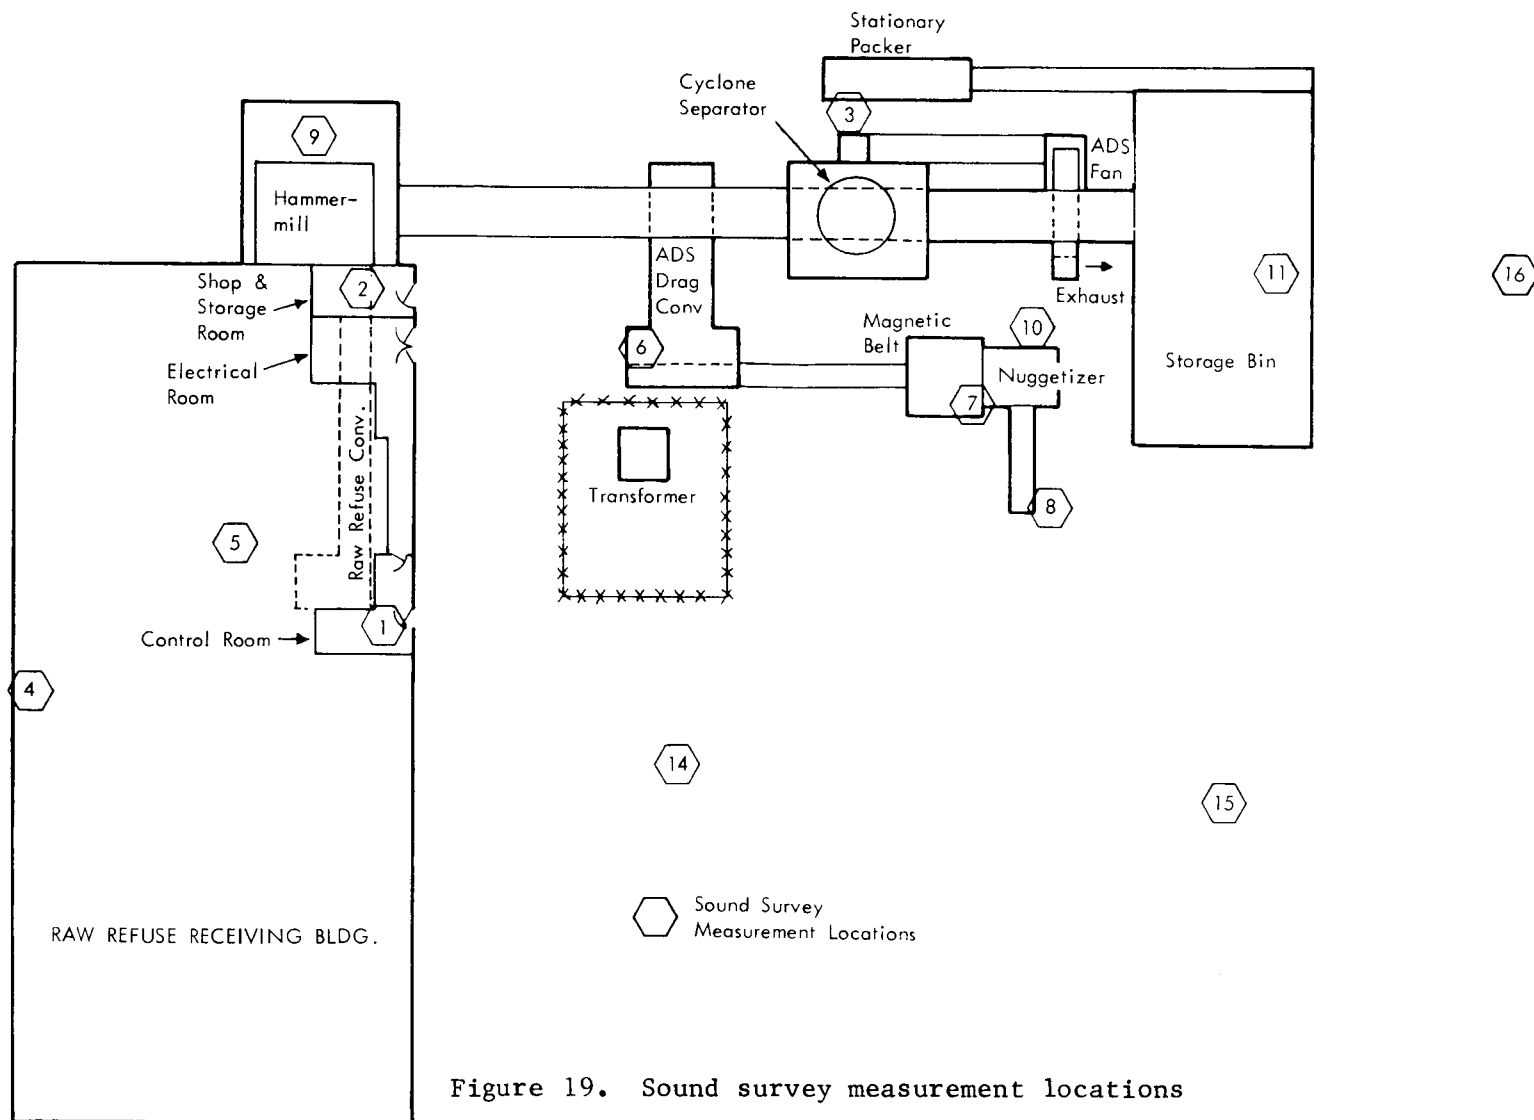 Stationary
Packer
Cyclone
Separator
3
9
ADS
Fan
Hammer-
mill
ADS
Drag
Conv
Shop &
Storage
Room
2
Exhaust
11
16
Magnetic
Belt
10
6
Electrical
Room
Nuggetizer
Storage Bin
7
Raw Refuse Conv.
Transformer
8
5
1
Control Room
4
14
15
Sound Survey
Measurement Locations
RAW REFUSE RECEIVING BLDG.
Figure 19. Sound survey measurement locations